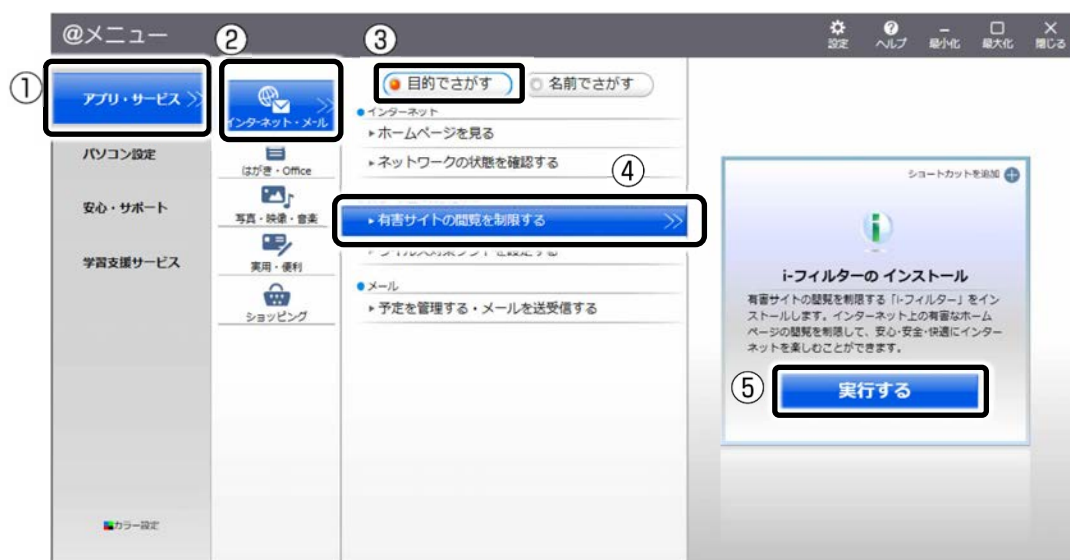 @メニュー
設定
ヘルプ
最小化
最大化
閉じる
①
アプリ・サービス
パソコン設定
安心・サポート
学習支援サービス
カラー設定
②
インターネット・メール
はがき・Office
写真・映像・音楽
実用・便利
ショッピング
③
目的でさがす
名前でさがす
インターネット
ホームページを見る
ネットワークの状態を確認する
④
有害サイトの閲覧を制限する
メール
予定を管理する・メールを送受信する
ショートカットを追加
i-フィルターの インストール
有害サイトの閲覧を制限する「i-フィルター」をイン
ストールします。インターネット上の有害なホーム
ページの閲覧を制限して、安心・安全・快適にインター
ネットを楽しむことができます。
⑤
実行する